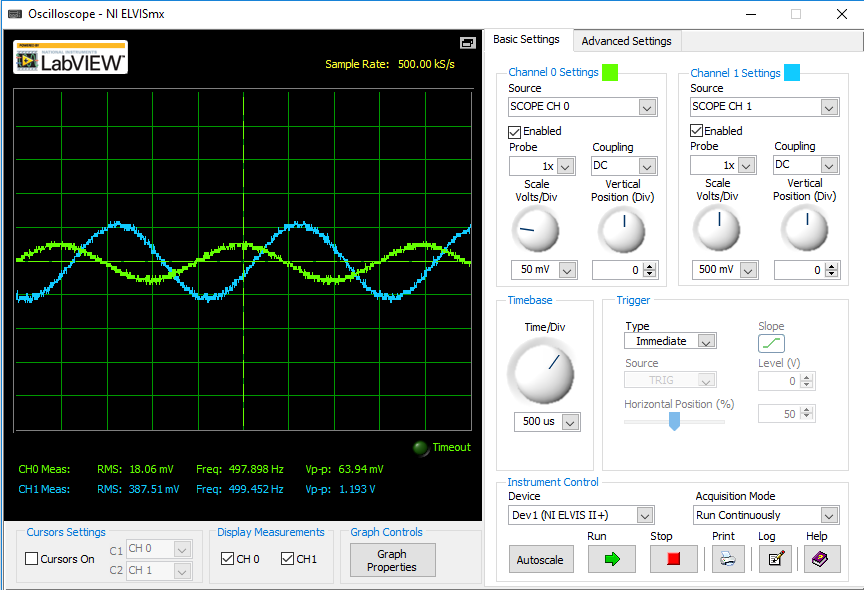 Oscilloscope - NI ELVISmx
POWERED BY
NATIONAL INSTRUMENTS
LabVIEW™
Sample Rate: 500.00 kS/s
Timeout
CH0 Meas: RMS: 18.06 mV Freq: 497.898 Hz Vp-p: 63.94 mV
CH1 Meas: RMS: 387.51 mV Freq: 499.452 Hz Vp-p: 1.193 V
Cursors Settings
Cursors On
C1 CH 0
C2 CH 1
Display Measurements
CH 0 CH1
Graph Controls
Graph
Properties
Basic Settings Advanced Settings
Channel 0 Settings
Source
SCOPE CH 0
Enabled
Probe Coupling
1x DC
Scale Vertical
Volts/Div Position (Div)
50 mV 0
Channel 1 Settings
Source
SCOPE CH 1
Enabled
Probe Coupling
1x DC
Scale Vertical
Volts/Div Position (Div)
500 mV 0
Timebase
Time/Div
500 us
Trigger
Type Slope
Immediate
Source Level (V)
TRIG 0
Horizontal Position (%)
50
Instrument Control
Device Acquisition Mode
Dev1 (NI ELVIS II+) Run Continuously
Run Stop Print Log Help
Autoscale